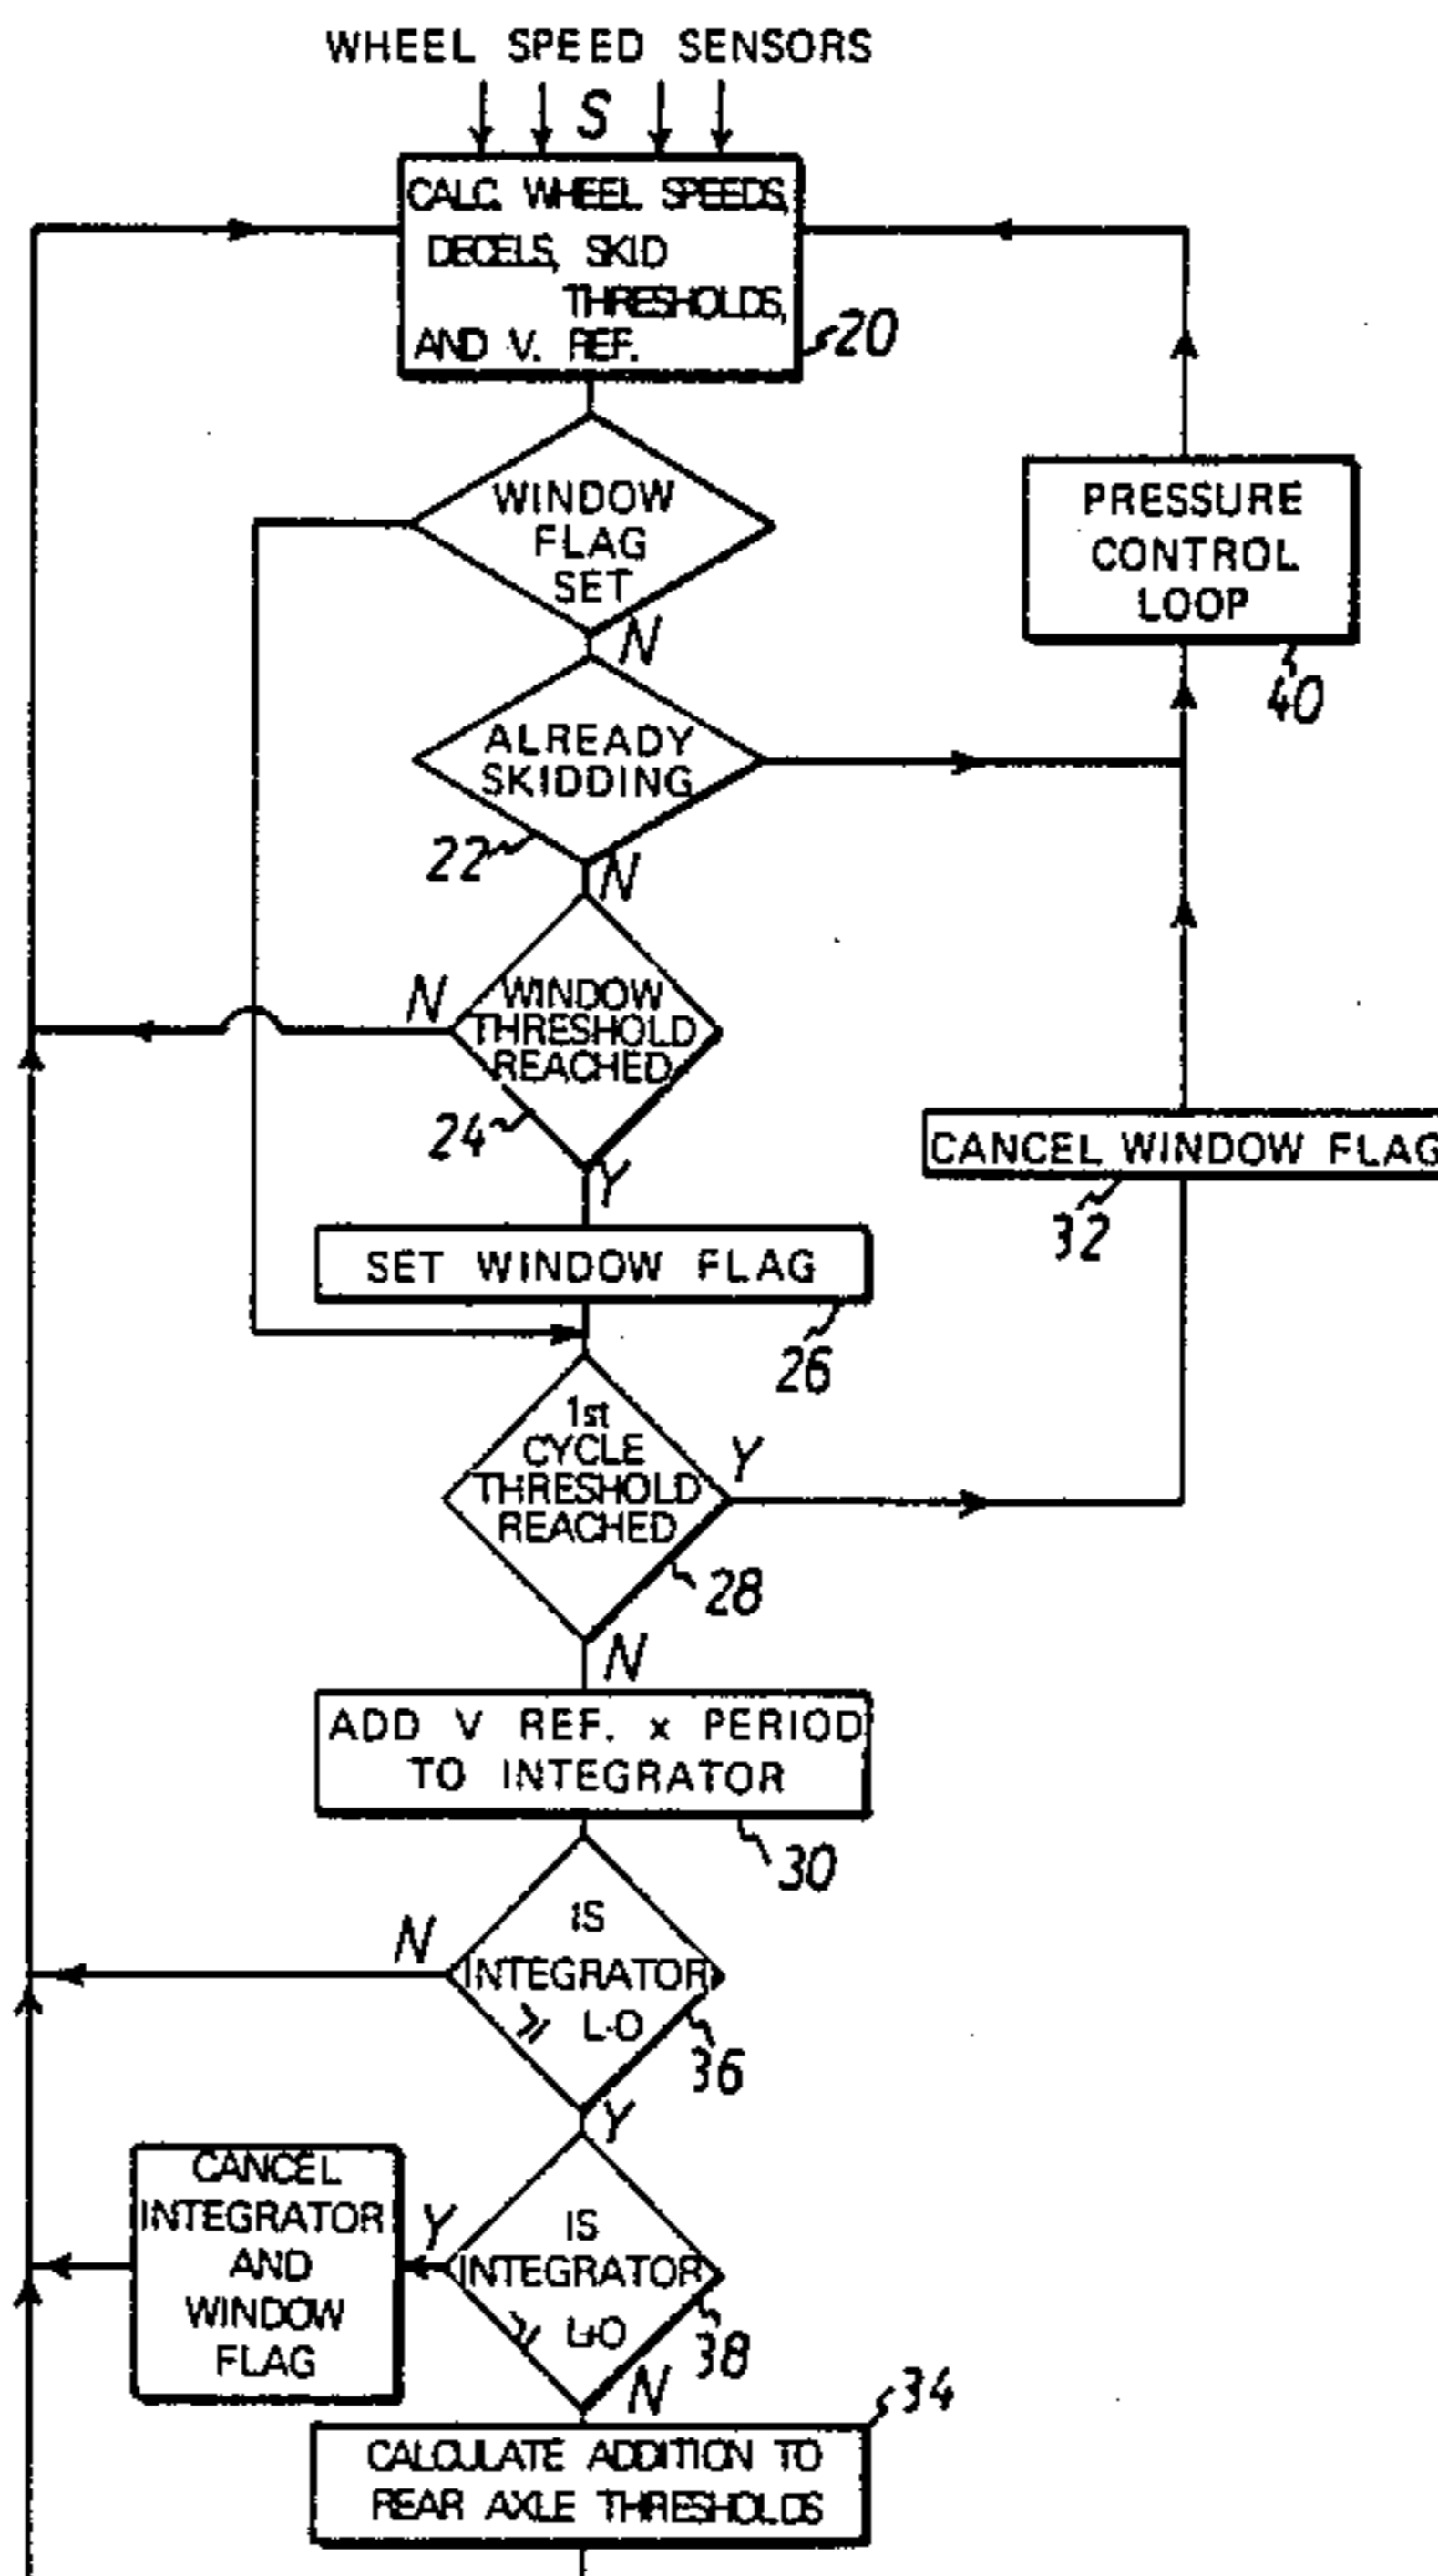 WHEEL SPEED SENSORS
S
CALC. WHEEL SPEEDS,
DECELS, SKID
THRESHOLDS,
AND V. REF.
20
WINDOW
FLAG
SET
N
PRESSURE
CONTROL
LOOP
40
ALREADY
SKIDDING
22
N
WINDOW
THRESHOLD
REACHED
N
24
Y
CANCEL WINDOW FLAG
32
SET WINDOW FLAG
26
1st
CYCLE
THRESHOLD
REACHED
Y
28
N
ADD V REF. x PERIOD
TO INTEGRATOR
30
IS
INTEGRATOR
⩾ L-O
N
36
Y
CANCEL
INTEGRATOR
AND
WINDOW
FLAG
Y
IS
INTEGRATOR
38
N
34
CALCULATE ADDITION TO
REAR AXLE THRESHOLDS